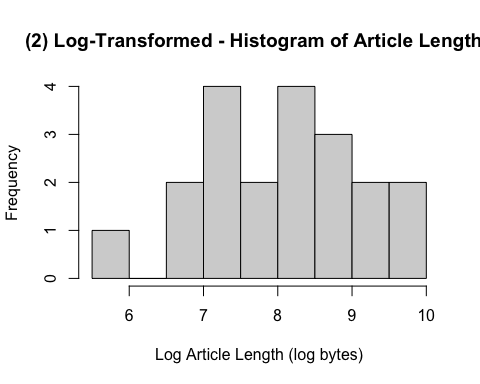 (2) Log-Transformed - Histogram of Article Length
4
3
2
1
0
Frequency
6 7 8 9 10
Log Article Length (log bytes)